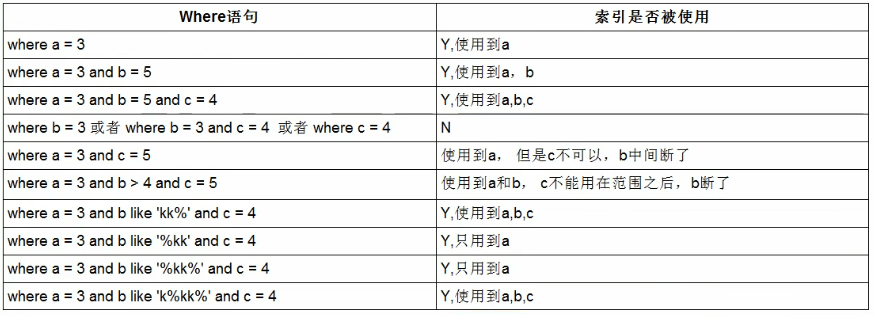 Where语句 索引是否被使用
where a = 3 Y,使用到a
where a = 3 and b = 5 Y,使用到a，b
where a = 3 and b = 5 and c = 4 Y,使用到a,b,c
where b = 3 或者 where b = 3 and c = 4 或者 where c = 4 N
where a = 3 and c = 5 使用到a， 但是c不可以，b中间断了
where a = 3 and b > 4 and c = 5 使用到a和b， c不能用在范围之后，b断了
where a = 3 and b like 'kk%' and c = 4 Y,使用到a,b,c
where a = 3 and b like '%kk' and c = 4 Y,只用到a
where a = 3 and b like '%kk%' and c = 4 Y,只用到a
where a = 3 and b like 'k%kk%' and c = 4 Y,使用到a,b,c